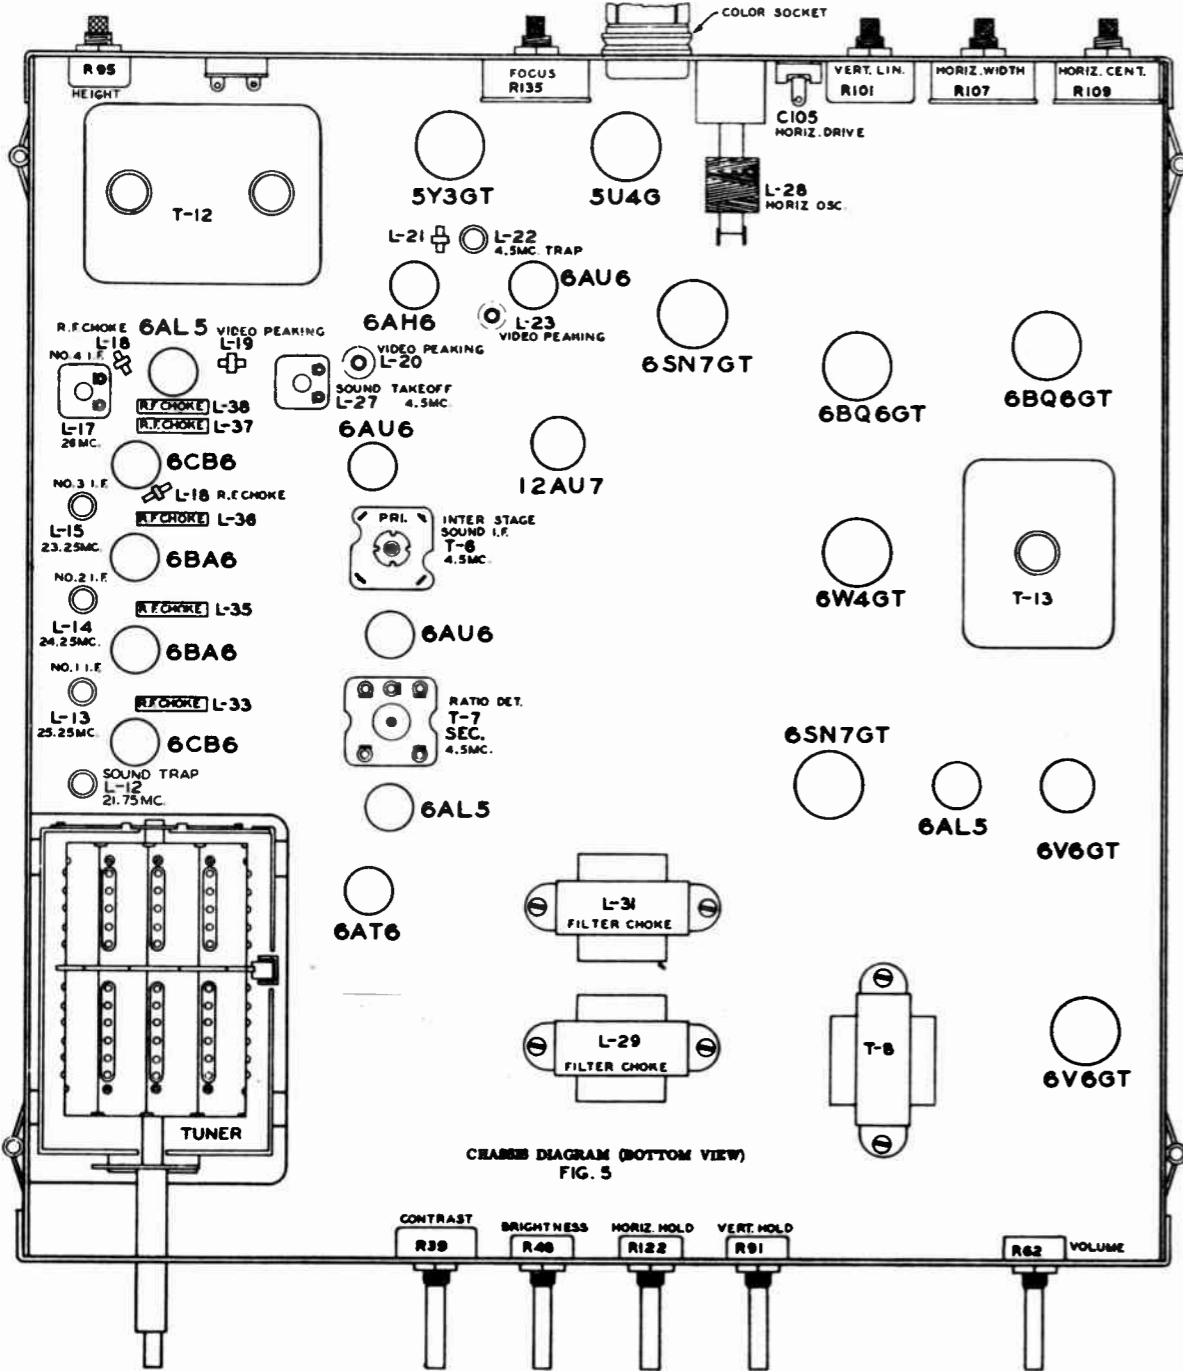 COLOR SOCKET
R95
HEIGHT
FOCUS
R135
VERT. LIN.
R101
HORIZ. WIDTH
R107
HORIZ. CENT.
R109
C105
HORIZ. DRIVE
5Y3GT
5U4G
L-28
HORIZ OSC.
T-12
L-21
L-22
4.5MC. TRAP
6AH6
6AU6
L-23
VIDEO PEAKING
6SN7GT
6BQ6GT
6BQ6GT
R.F. CHOKE
L-18
6AL5
VIDEO PEAKING
L-19
VIDEO PEAKING
L-20
NO. 4 I.F.
L-17
26MC.
SOUND TAKEOFF
L-27
4.5MC.
R.F. CHOKE
L-38
R.F. CHOKE
L-37
6AU6
6CB6
12AU7
L-18 R.F. CHOKE
NO. 3 I.F.
L-15
23.25MC.
R.F. CHOKE
L-36
PRI.
INTER STAGE
SOUND I.F.
T-6
4.5MC.
6BA6
6W4GT
T-13
NO. 2 I.F.
L-14
24.25MC.
R.F. CHOKE
L-35
6AU6
6BA6
NO. 1 I.F.
L-13
25.25MC.
R.F. CHOKE
L-33
RATIO DET.
T-7
SEC.
4.5MC.
6CB6
6SN7GT
SOUND TRAP
L-12
21.75MC.
6AL5
6AL5
6V6GT
6AT6
L-31
FILTER CHOKE
L-29
FILTER CHOKE
T-8
6V6GT
TUNER
CHASSIS DIAGRAM (BOTTOM VIEW)
FIG. 5
CONTRAST
R39
BRIGHTNESS
R48
HORIZ. HOLD
R122
VERT. HOLD
R91
R62
VOLUME